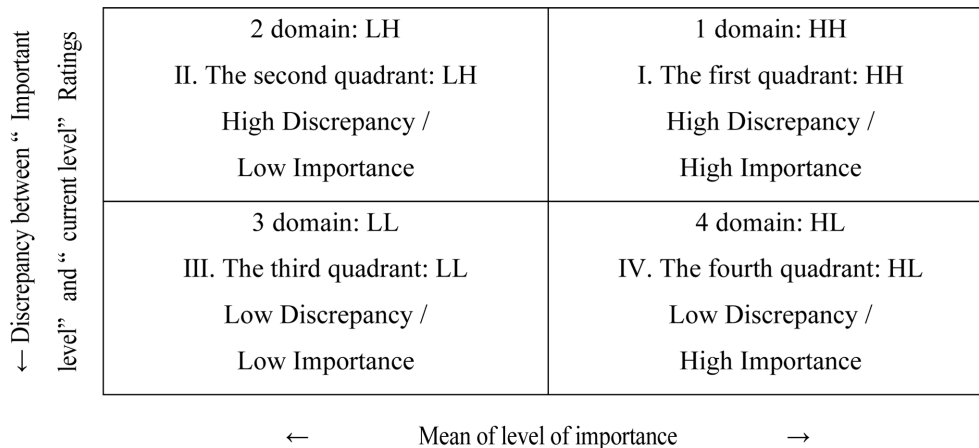 ← Discrepancy between “ Important
level” and “ current level” Ratings
2 domain: LH
II. The second quadrant: LH
High Discrepancy /
Low Importance
1 domain: HH
I. The first quadrant: HH
High Discrepancy /
High Importance
3 domain: LL
III. The third quadrant: LL
Low Discrepancy /
Low Importance
4 domain: HL
IV. The fourth quadrant: HL
Low Discrepancy /
High Importance
← Mean of level of importance →